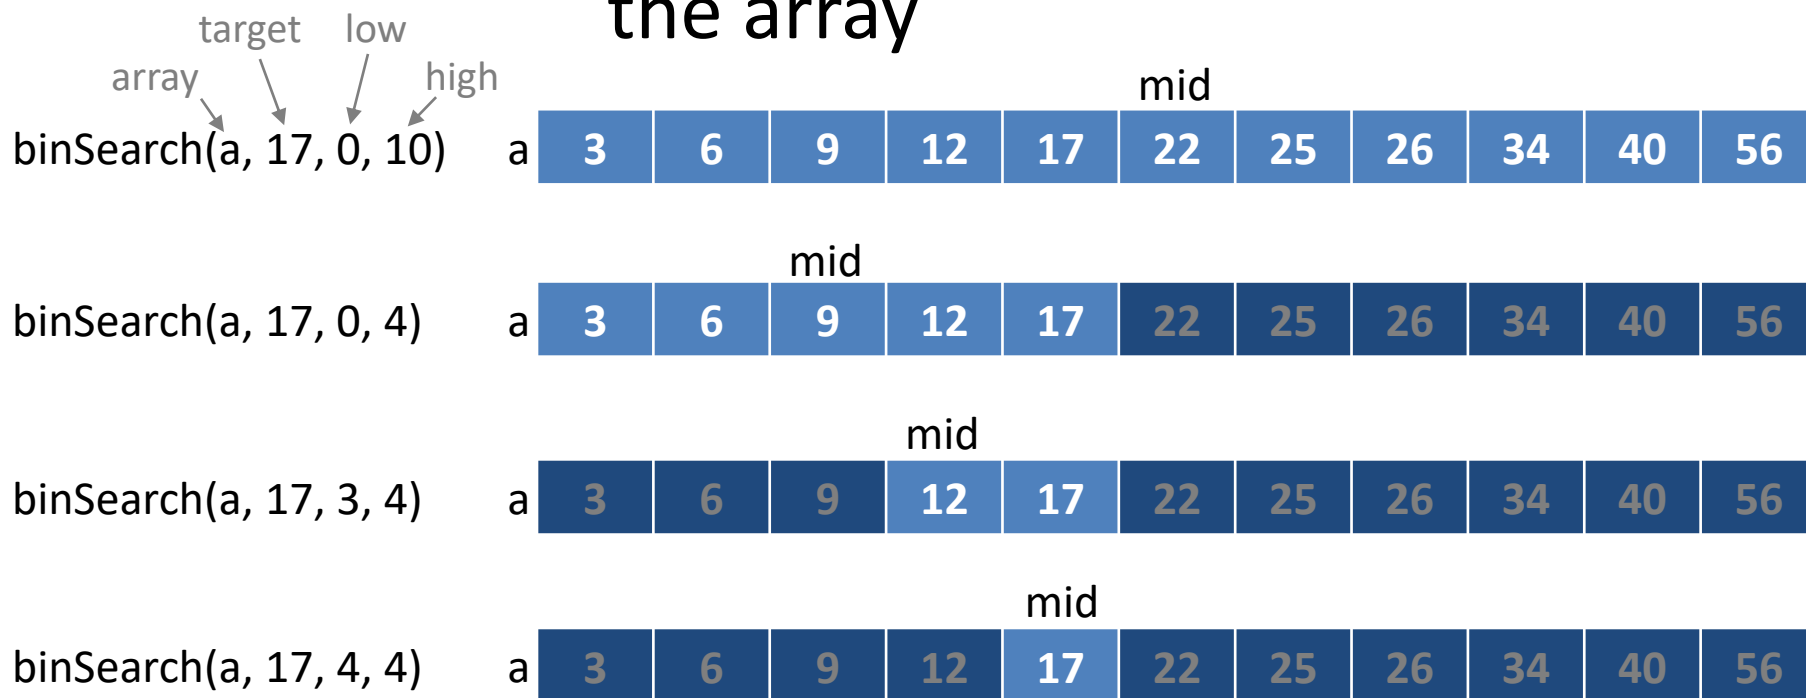 the array
target low
array high
mid
binSearch(a, 17, 0, 10) a 3 6 9 12 17 22 25 26 34 40 56
mid
binSearch(a, 17, 0, 4) a 3 6 9 12 17 22 25 26 34 40 56
mid
binSearch(a, 17, 3, 4) a 3 6 9 12 17 22 25 26 34 40 56
mid
binSearch(a, 17, 4, 4) a 3 6 9 12 17 22 25 26 34 40 56